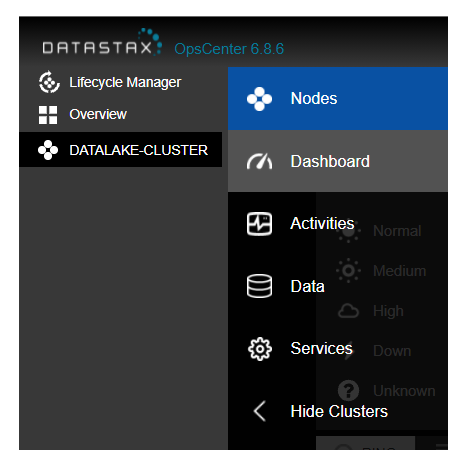 DATASTAX OpsCenter 6.8.6
Lifecycle Manager
Overview
DATALAKE-CLUSTER
Nodes
Dashboard
Activities
Data
Services
Hide Clusters
Normal
Medium
High
Down
Unknown